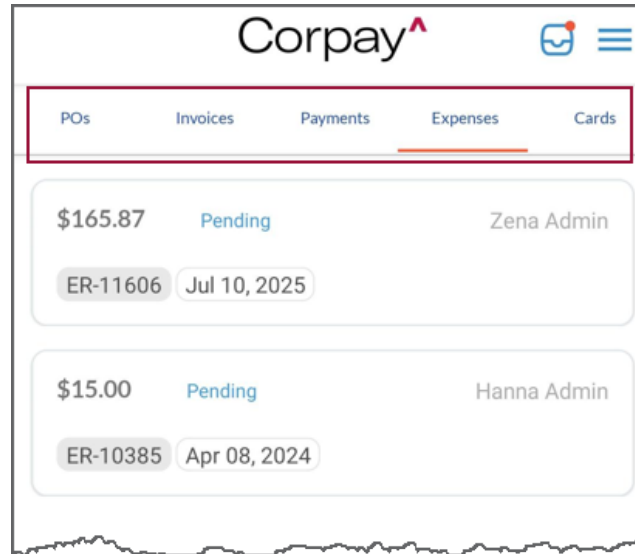 Corpay^
POs Invoices Payments Expenses Cards
$165.87 Pending Zena Admin
ER-11606 Jul 10, 2025
$15.00 Pending Hanna Admin
ER-10385 Apr 08, 2024